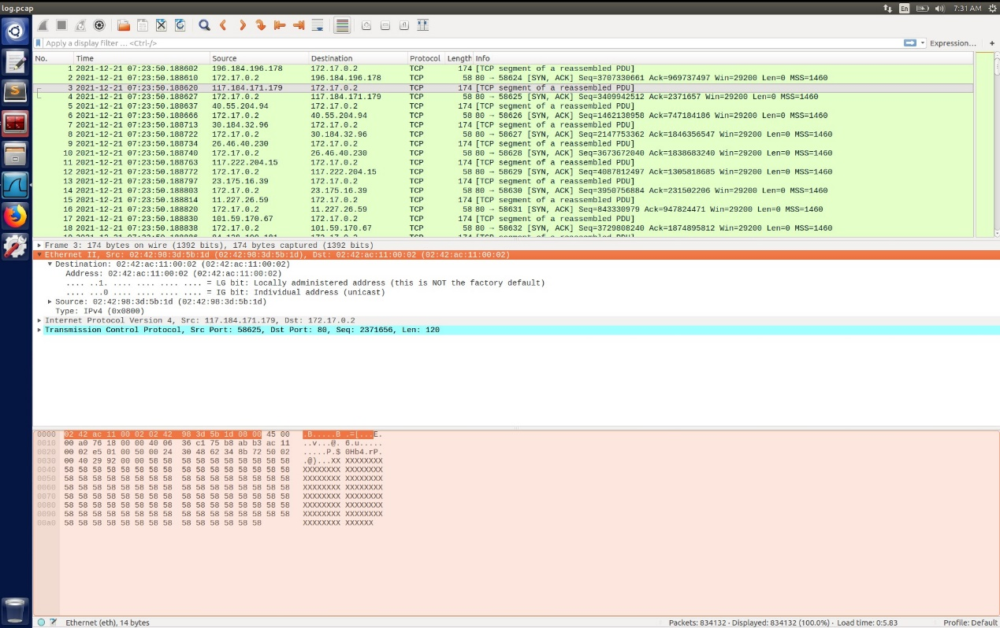 log.pcap
En 7:31 AM
Apply a display filter ... <Ctrl-/> Expression... +
No. Time Source Destination Protocol Length Info
1 2021-12-21 07:23:50.188602 196.184.196.178 172.17.0.2 TCP 174 [TCP segment of a reassembled PDU]
2 2021-12-21 07:23:50.188610 172.17.0.2 196.184.196.178 TCP 58 80 → 58624 [SYN, ACK] Seq=3707330661 Ack=969737497 Win=29200 Len=0 MSS=1460
3 2021-12-21 07:23:50.188620 117.184.171.179 172.17.0.2 TCP 174 [TCP segment of a reassembled PDU]
4 2021-12-21 07:23:50.188627 172.17.0.2 117.184.171.179 TCP 58 80 → 58625 [SYN, ACK] Seq=3409942512 Ack=2371657 Win=29200 Len=0 MSS=1460
5 2021-12-21 07:23:50.188637 40.55.204.94 172.17.0.2 TCP 174 [TCP segment of a reassembled PDU]
6 2021-12-21 07:23:50.188666 172.17.0.2 40.55.204.94 TCP 58 80 → 58626 [SYN, ACK] Seq=1462138958 Ack=747184186 Win=29200 Len=0 MSS=1460
7 2021-12-21 07:23:50.188713 30.184.32.96 172.17.0.2 TCP 174 [TCP segment of a reassembled PDU]
8 2021-12-21 07:23:50.188722 172.17.0.2 30.184.32.96 TCP 58 80 → 58627 [SYN, ACK] Seq=2147753362 Ack=1846356547 Win=29200 Len=0 MSS=1460
9 2021-12-21 07:23:50.188734 26.46.40.230 172.17.0.2 TCP 174 [TCP segment of a reassembled PDU]
10 2021-12-21 07:23:50.188740 172.17.0.2 26.46.40.230 TCP 58 80 → 58628 [SYN, ACK] Seq=3673672040 Ack=1838683240 Win=29200 Len=0 MSS=1460
11 2021-12-21 07:23:50.188763 117.222.204.15 172.17.0.2 TCP 174 [TCP segment of a reassembled PDU]
12 2021-12-21 07:23:50.188772 172.17.0.2 117.222.204.15 TCP 58 80 → 58629 [SYN, ACK] Seq=4087812497 Ack=1305818685 Win=29200 Len=0 MSS=1460
13 2021-12-21 07:23:50.188797 23.175.16.39 172.17.0.2 TCP 174 [TCP segment of a reassembled PDU]
14 2021-12-21 07:23:50.188803 172.17.0.2 23.175.16.39 TCP 58 80 → 58630 [SYN, ACK] Seq=3950756884 Ack=231502206 Win=29200 Len=0 MSS=1460
15 2021-12-21 07:23:50.188814 11.227.26.59 172.17.0.2 TCP 174 [TCP segment of a reassembled PDU]
16 2021-12-21 07:23:50.188820 172.17.0.2 11.227.26.59 TCP 58 80 → 58631 [SYN, ACK] Seq=843330979 Ack=947824471 Win=29200 Len=0 MSS=1460
17 2021-12-21 07:23:50.188830 101.59.170.67 172.17.0.2 TCP 174 [TCP segment of a reassembled PDU]
18 2021-12-21 07:23:50.188838 172.17.0.2 101.59.170.67 TCP 58 80 → 58632 [SYN, ACK] Seq=3729808240 Ack=1874895812 Win=29200 Len=0 MSS=1460
Frame 3: 174 bytes on wire (1392 bits), 174 bytes captured (1392 bits)
Ethernet II, Src: 02:42:98:3d:5b:1d (02:42:98:3d:5b:1d), Dst: 02:42:ac:11:00:02 (02:42:ac:11:00:02)
Destination: 02:42:ac:11:00:02 (02:42:ac:11:00:02)
Address: 02:42:ac:11:00:02 (02:42:ac:11:00:02)
.... ..1. .... .... .... .... = LG bit: Locally administered address (this is NOT the factory default)
.... ...0 .... .... .... .... = IG bit: Individual address (unicast)
Source: 02:42:98:3d:5b:1d (02:42:98:3d:5b:1d)
Type: IPv4 (0x0800)
Internet Protocol Version 4, Src: 117.184.171.179, Dst: 172.17.0.2
Transmission Control Protocol, Src Port: 58625, Dst Port: 80, Seq: 2371656, Len: 120
0000 02 42 ac 11 00 02 02 42 98 3d 5b 1d 08 00 45 00 .B.....B .=[...E.
0010 00 a0 76 18 00 00 40 06 36 c1 75 b8 ab b3 ac 11 ..v...@. 6.u.....
0020 00 02 e5 01 00 50 00 24 30 48 62 34 8b 72 50 02 .....P.$ 0Hb4.rP.
0030 00 40 29 92 00 00 58 58 58 58 58 58 58 58 58 58 .@)...XX XXXXXXXX
0040 58 58 58 58 58 58 58 58 58 58 58 58 58 58 58 58 XXXXXXXX XXXXXXXX
0050 58 58 58 58 58 58 58 58 58 58 58 58 58 58 58 58 XXXXXXXX XXXXXXXX
0060 58 58 58 58 58 58 58 58 58 58 58 58 58 58 58 58 XXXXXXXX XXXXXXXX
0070 58 58 58 58 58 58 58 58 58 58 58 58 58 58 58 58 XXXXXXXX XXXXXXXX
0080 58 58 58 58 58 58 58 58 58 58 58 58 58 58 58 58 XXXXXXXX XXXXXXXX
0090 58 58 58 58 58 58 58 58 58 58 58 58 58 58 58 58 XXXXXXXX XXXXXXXX
00a0 58 58 58 58 58 58 58 58 58 58 58 58 58 58 XXXXXXXX XXXXXX
Ethernet (eth), 14 bytes Packets: 834132 · Displayed: 834132 (100.0%) · Load time: 0:5.83 Profile: Default